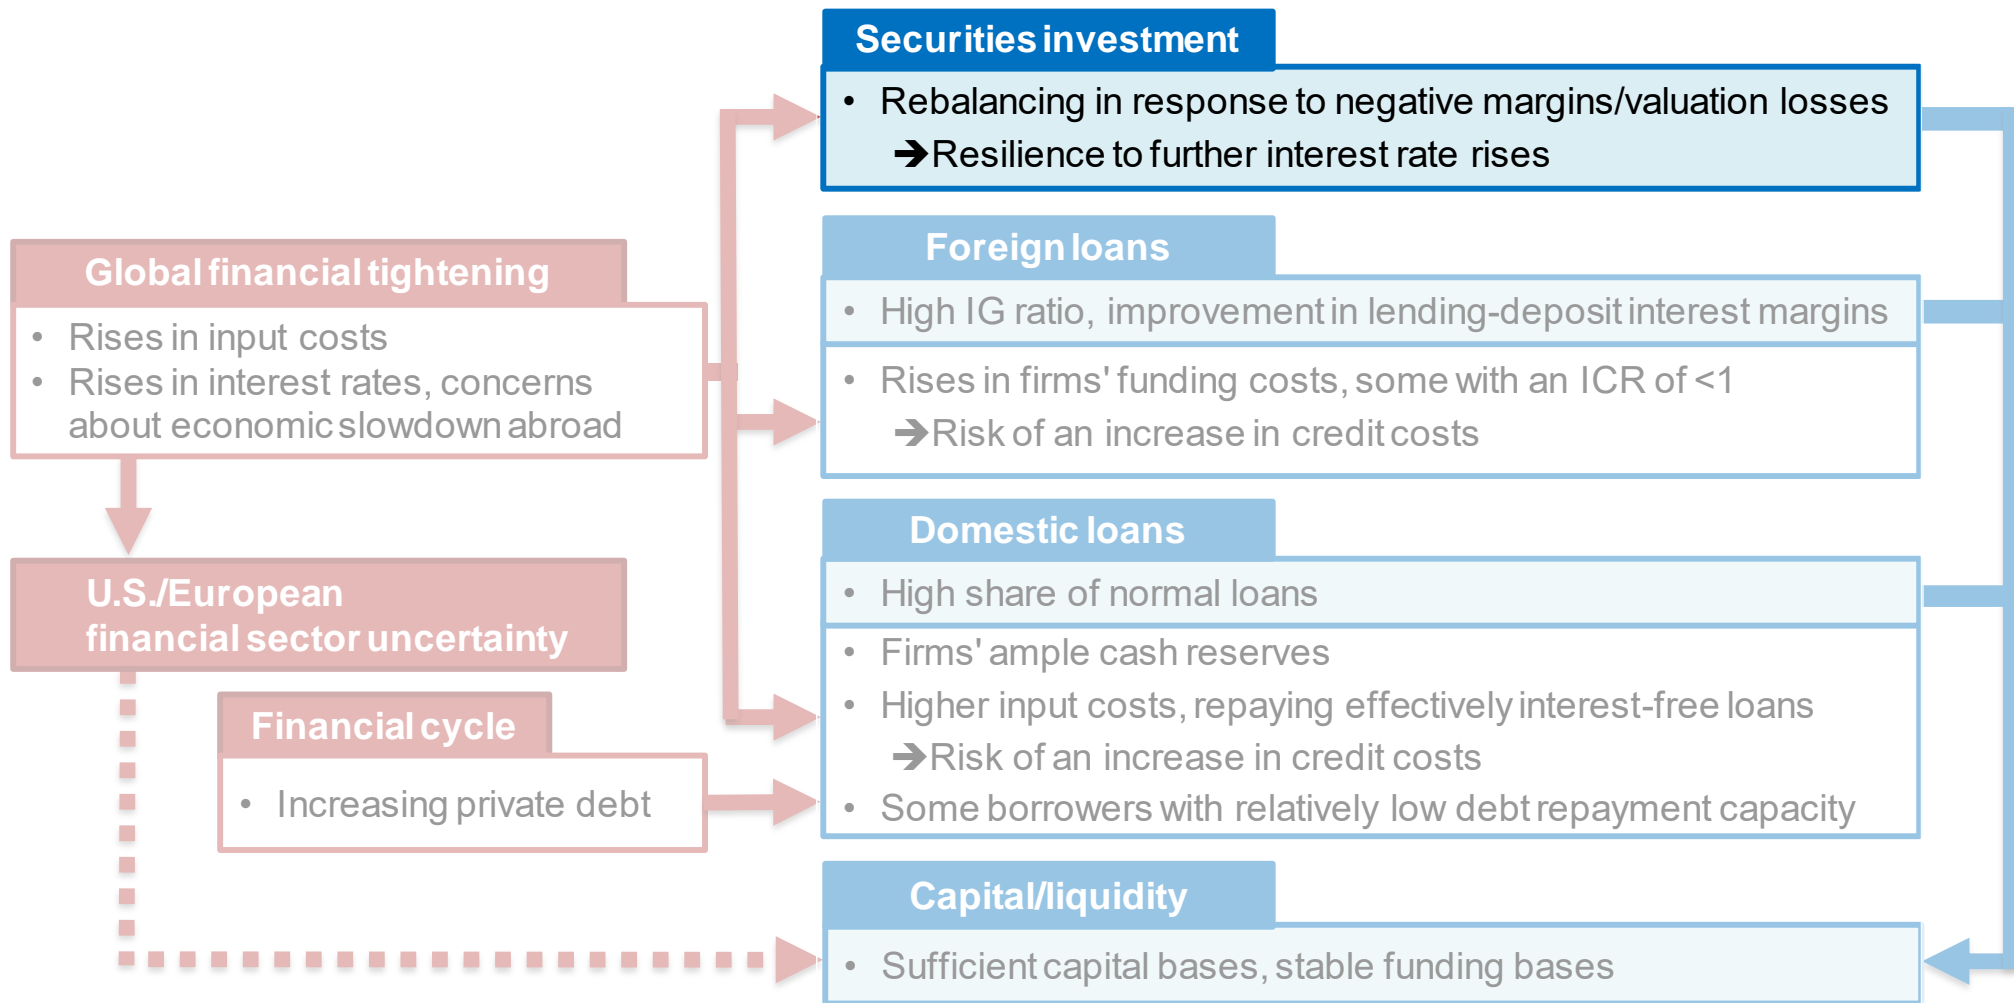 Securities investment
• Rebalancing in response to negative margins/valuation losses
➔Resilience to further interest rate rises
Foreign loans
• High IG ratio, improvement in lending-deposit interest margins
• Rises in firms' funding costs, some with an ICR of <1
➔Risk of an increase in credit costs
Global financial tightening
• Rises in input costs
• Rises in interest rates, concerns
about economic slowdown abroad
Domestic loans
• High share of normal loans
• Firms' ample cash reserves
• Higher input costs, repaying effectively interest-free loans
➔Risk of an increase in credit costs
• Some borrowers with relatively low debt repayment capacity
U.S./European
financial sector uncertainty
Financial cycle
• Increasing private debt
Capital/liquidity
• Sufficient capital bases, stable funding bases